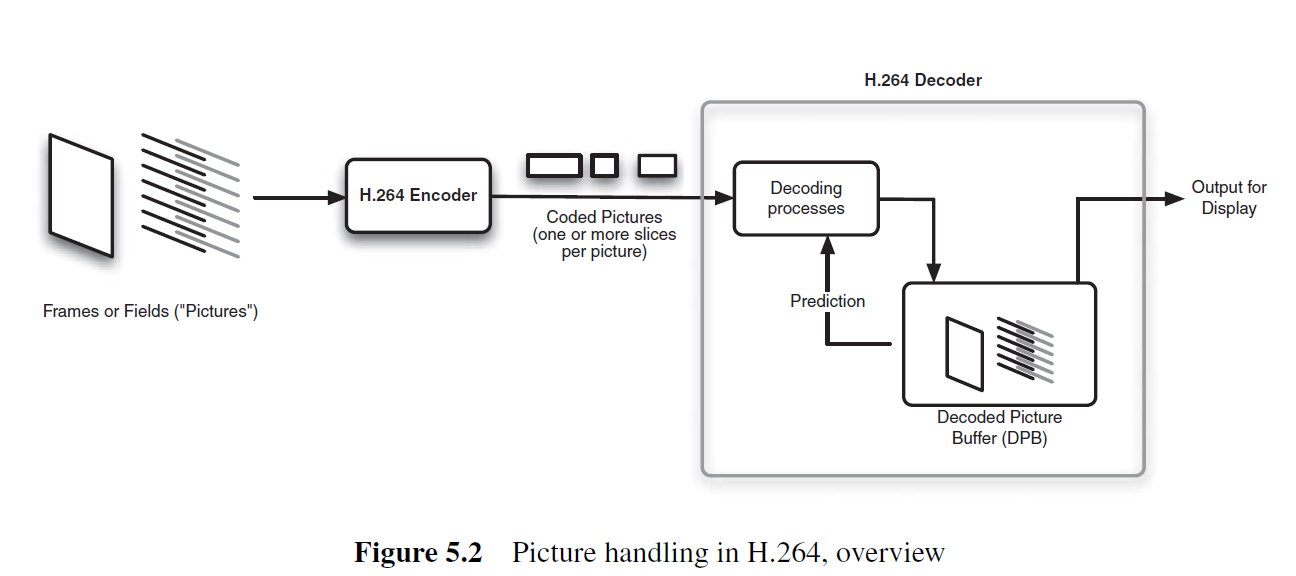 H.264 Decoder
H.264 Encoder
Coded Pictures
(one or more slices
per picture)
Decoding
processes
Output for
Display
Frames or Fields ("Pictures")
Prediction
Decoded Picture
Buffer (DPB)
Figure 5.2 Picture handling in H.264, overview